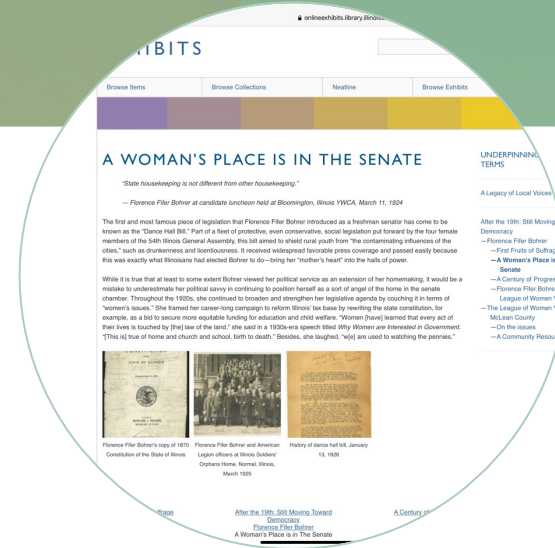 onlineexhibits.library.illinois.
EXHIBITS
Browse Items
Browse Collections
Neatline
Browse Exhibits
A WOMAN'S PLACE IS IN THE SENATE
"State housekeeping is not different from other housekeeping."
— Florence Fifer Bohrer at candidate luncheon held at Bloomington, Illinois YWCA, March 11, 1924
The first and most famous piece of legislation that Florence Fifer Bohrer introduced as a freshman senator has come to be
known as the "Dance Hall Bill." Part of a fleet of protective, even conservative, social legislation put forward by the four female
members of the 54th Illinois General Assembly, this bill aimed to shield rural youth from "the contaminating influences of the
cities," such as drunkenness and licentiousness. It received widespread favorable press coverage and passed easily because
this was exactly what Illinoisans had elected Bohrer to do—bring her "mother's heart" into the halls of power.
While it is true that at least to some extent Bohrer viewed her political service as an extension of her homemaking, it would be a
mistake to underestimate her political savvy in continuing to position herself as a sort of angel of the home in the senate
chamber. Throughout the 1920s, she continued to broaden and strengthen her legislative agenda by couching it in terms of
"women's issues." She framed her career-long campaign to reform Illinois' tax base by rewriting the state constitution, for
example, as a bid to secure more equitable funding for education and child welfare. "Women [have] learned that every act of
their lives is touched by [the] law of the land," she said in a 1930s-era speech titled Why Women are Interested in Government.
"[This is] true of home and church and school, birth to death." Besides, she laughed, "w[e] are used to watching the pennies."
STATE OF ILLINOIS
Florence Fifer Bohrer's copy of 1870
Constitution of the State of Illinois
Florence Fifer Bohrer and American
Legion officers at Illinois Soldiers'
Orphans Home, Normal, Illinois,
March 1925
History of dance hall bill, January
13, 1926
After the 19th: Still Moving Toward
Democracy
Florence Fifer Bohrer
A Woman's Place is in The Senate
A Century of
UNDERPINNING
TERMS
A Legacy of Local Voices
After the 19th: Still Moving
Democracy
—Florence Fifer Bohrer
—First Fruits of Suffrag
—A Woman's Place is
Senate
—A Century of Progres
—Florence Fifer Bohre
League of Women V
—The League of Women V
McLean County
—On the issues
—A Community Resou